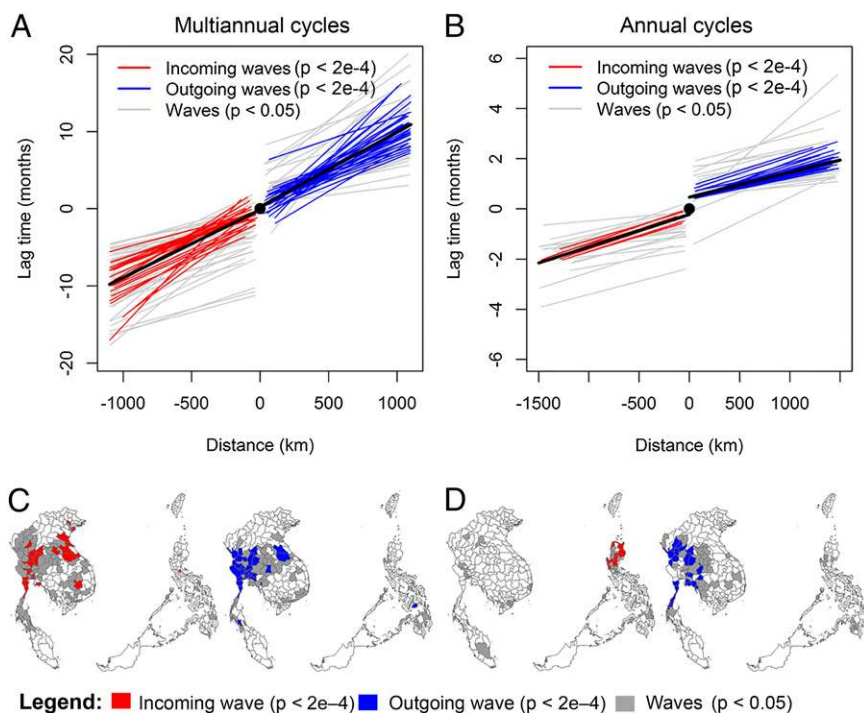 A Multiannual cycles
Incoming waves (p < 2e-4)
Outgoing waves (p < 2e-4)
Waves (p < 0.05)
Lag time (months)
20
10
0
-10
-20
-1000 -500 0 500 1000
Distance (km)
B Annual cycles
Incoming waves (p < 2e-4)
Outgoing waves (p < 2e-4)
Waves (p < 0.05)
Lag time (months)
6
4
2
0
-2
-4
-6
-1500 -500 0 500 1000
Distance (km)
C
D
Legend: Incoming wave (p < 2e–4) Outgoing wave (p < 2e–4) Waves (p < 0.05)